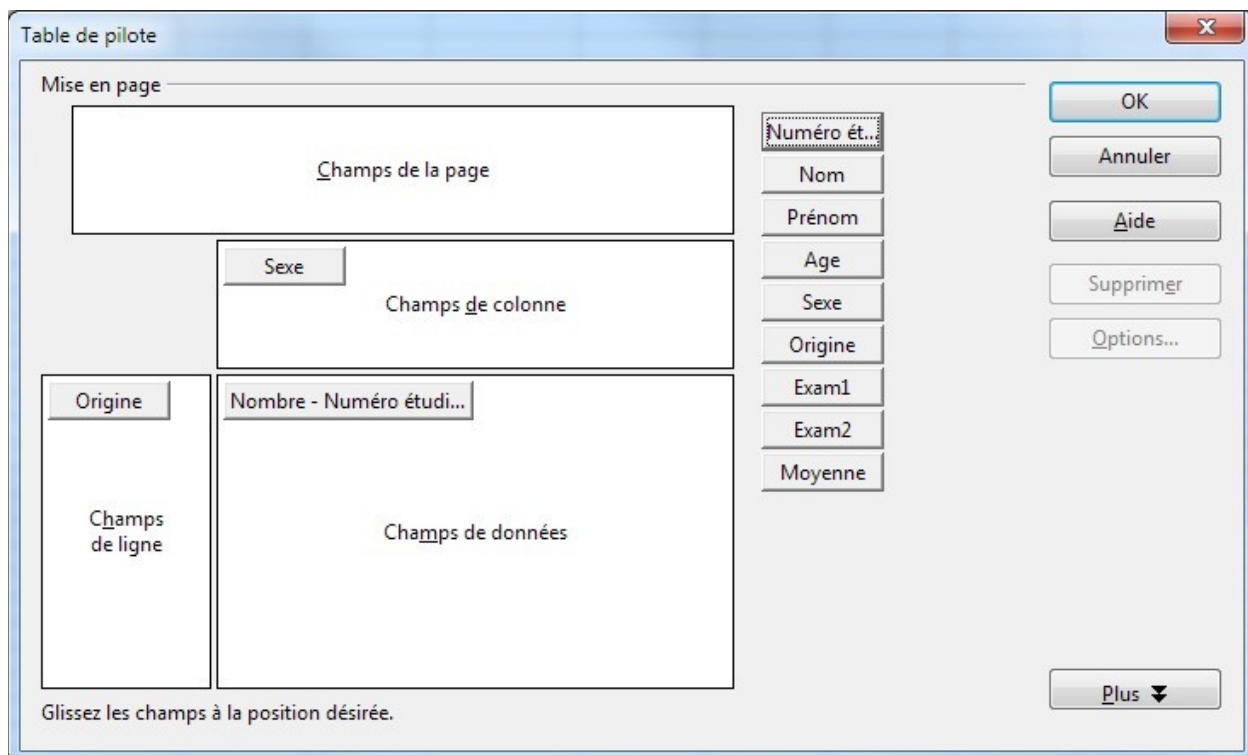 Table de pilote
Mise en page
Champs de la page
Sexe
Champs de colonne
Origine
Champs
de ligne
Nombre - Numéro étudi...
Champs de données
Numéro ét...
Nom
Prénom
Age
Sexe
Origine
Exam1
Exam2
Moyenne
OK
Annuler
Aide
Supprimer
Options...
Plus
Glissez les champs à la position désirée.